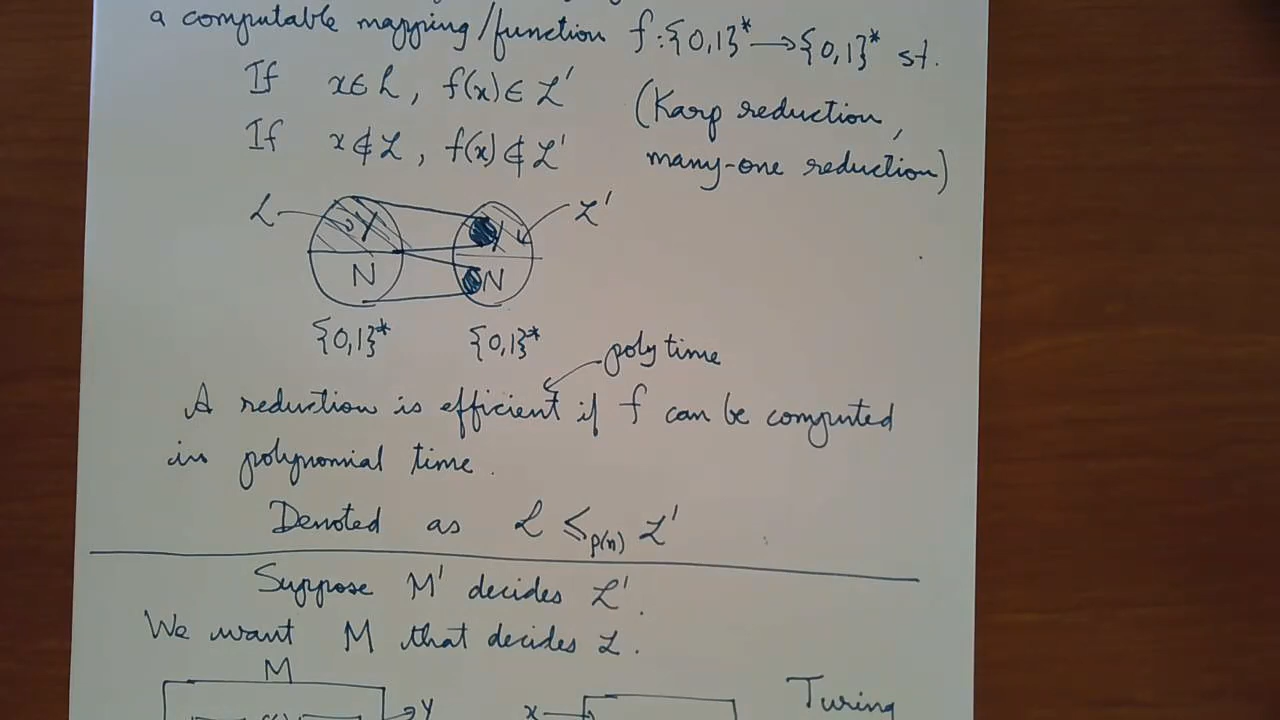 a computable mapping/function f:{0,1}* → {0,1}* st.
If x∈L, f(x)∈L'
If x∉L, f(x)∉L'
(Karp reduction,
many-one reduction)
L
Y
Y
L'
N
N
{0,1}*
{0,1}*
poly time
A reduction is efficient if f can be computed
in polynomial time.
Denoted as L ≤p(n) L'
Suppose M' decides L'.
We want M that decides L.
M
Y
x
Turing